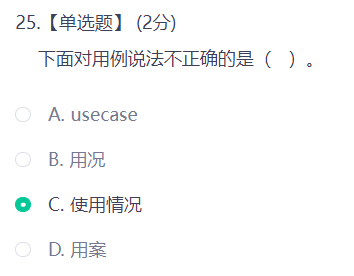 25.【单选题】 (2分)
下面对用例说法不正确的是（　）。
A. usecase
B. 用况
C. 使用情况
D. 用案